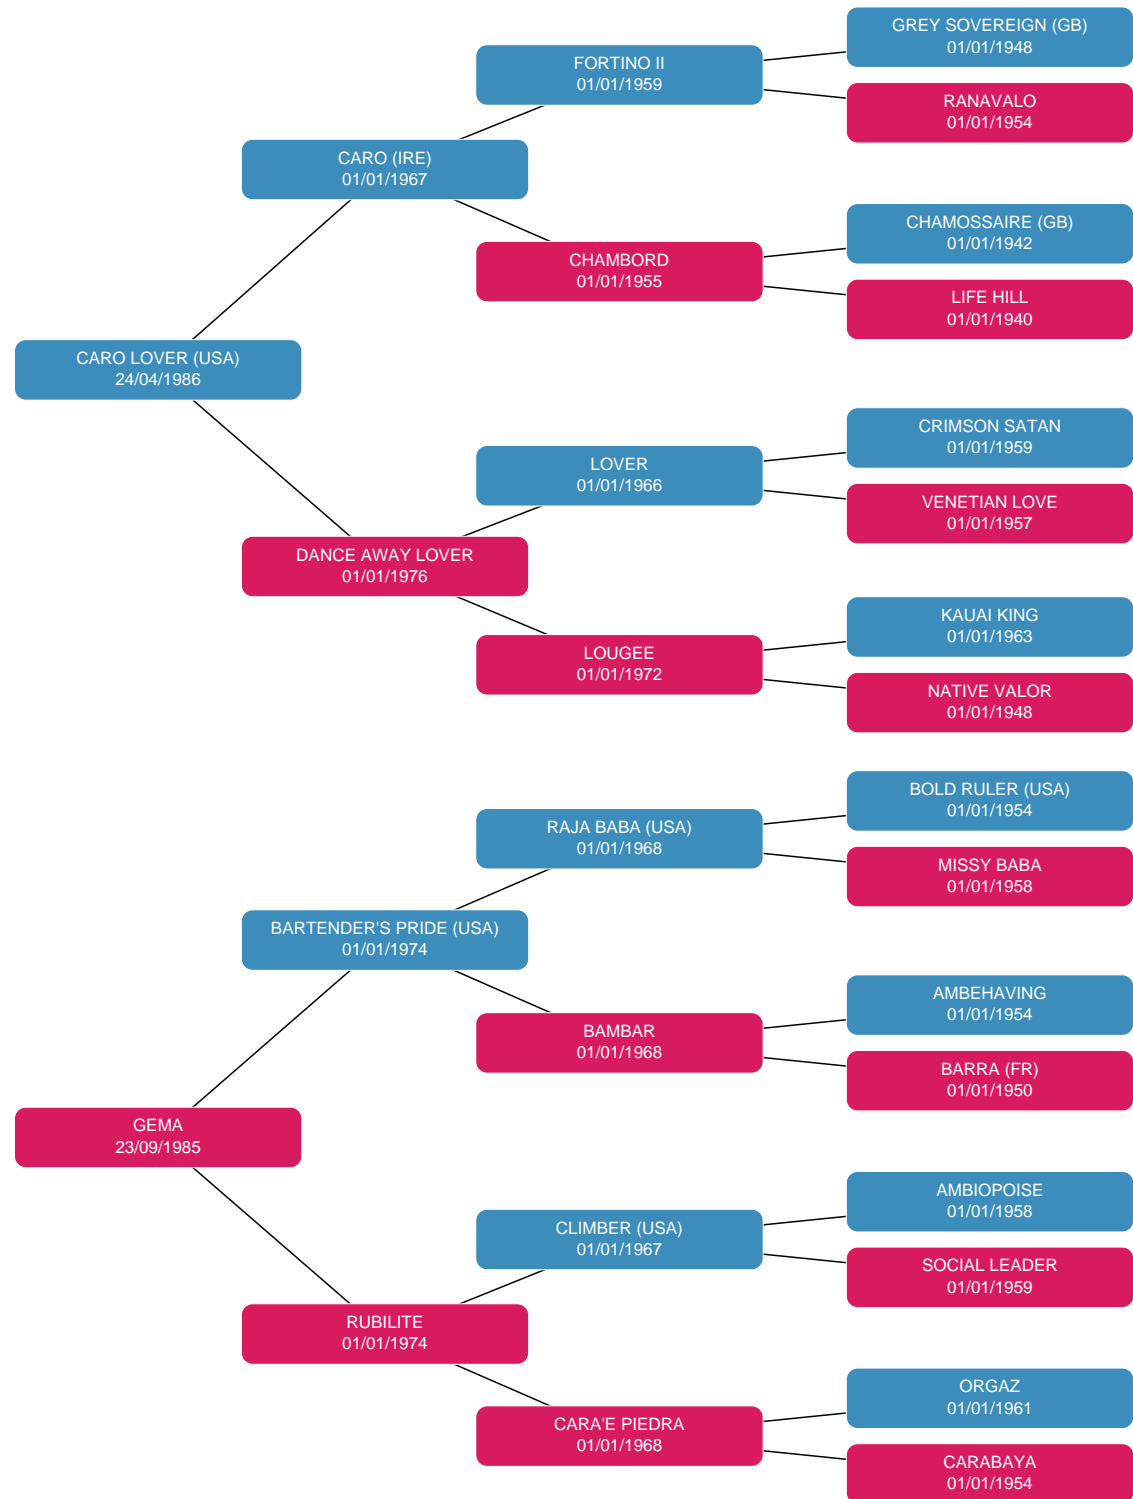 GREY SOVEREIGN (GB)
01/01/1948
FORTINO II
01/01/1959
RANAVALO
01/01/1954
CARO (IRE)
01/01/1967
CHAMOSSAIRE (GB)
01/01/1942
CHAMBORD
01/01/1955
LIFE HILL
01/01/1940
CARO LOVER (USA)
24/04/1986
CRIMSON SATAN
01/01/1959
LOVER
01/01/1966
VENETIAN LOVE
01/01/1957
DANCE AWAY LOVER
01/01/1976
KAUAI KING
01/01/1963
LOUGEE
01/01/1972
NATIVE VALOR
01/01/1948
BOLD RULER (USA)
01/01/1954
RAJA BABA (USA)
01/01/1968
MISSY BABA
01/01/1958
BARTENDER'S PRIDE (USA)
01/01/1974
AMBEHAVING
01/01/1954
BAMBAR
01/01/1968
BARRA (FR)
01/01/1950
GEMA
23/09/1985
AMBIOPOISE
01/01/1958
CLIMBER (USA)
01/01/1967
SOCIAL LEADER
01/01/1959
RUBILITE
01/01/1974
ORGAZ
01/01/1961
CARA'E PIEDRA
01/01/1968
CARABAYA
01/01/1954